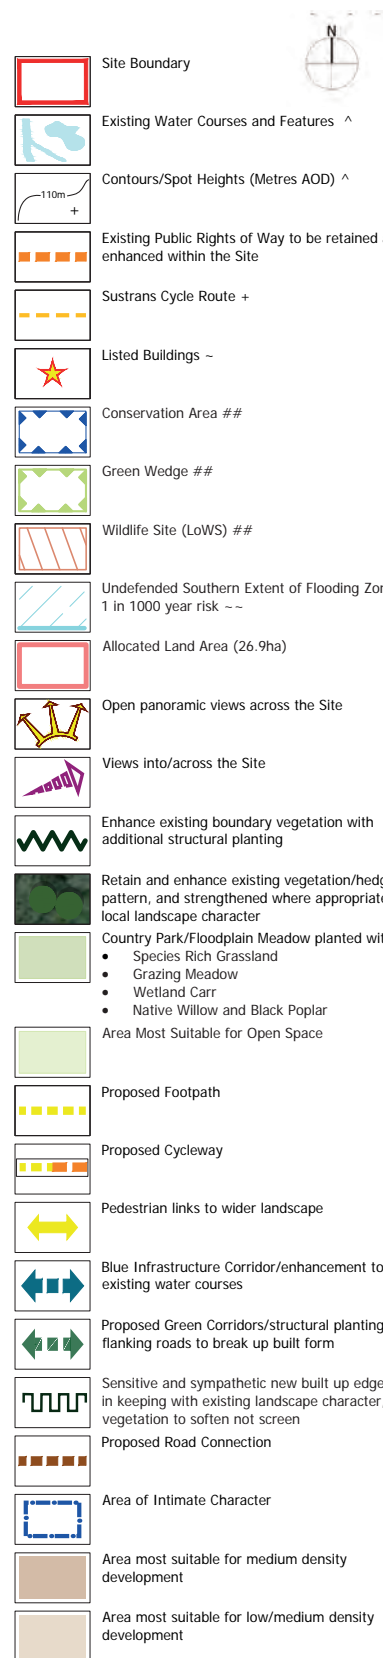 N
Site Boundary
Existing Water Courses and Features ^
Contours/Spot Heights (Metres AOD) ^
110m
+
Existing Public Rights of Way to be retained
enhanced within the Site
Sustrans Cycle Route +
Listed Buildings ~
Conservation Area ##
Green Wedge ##
Wildlife Site (LoWS) ##
Undefended Southern Extent of Flooding Zon
1 in 1000 year risk ~~
Allocated Land Area (26.9ha)
Open panoramic views across the Site
Views into/across the Site
Enhance existing boundary vegetation with
additional structural planting
Retain and enhance existing vegetation/hedg
pattern, and strengthened where appropriate
local landscape character
Country Park/Floodplain Meadow planted wit
• Species Rich Grassland
• Grazing Meadow
• Wetland Carr
• Native Willow and Black Poplar
Area Most Suitable for Open Space
Proposed Footpath
Proposed Cycleway
Pedestrian links to wider landscape
Blue Infrastructure Corridor/enhancement to
existing water courses
Proposed Green Corridors/structural planting
flanking roads to break up built form
Sensitive and sympathetic new built up edge
in keeping with existing landscape character,
vegetation to soften not screen
Proposed Road Connection
Area of Intimate Character
Area most suitable for medium density
development
Area most suitable for low/medium density
development